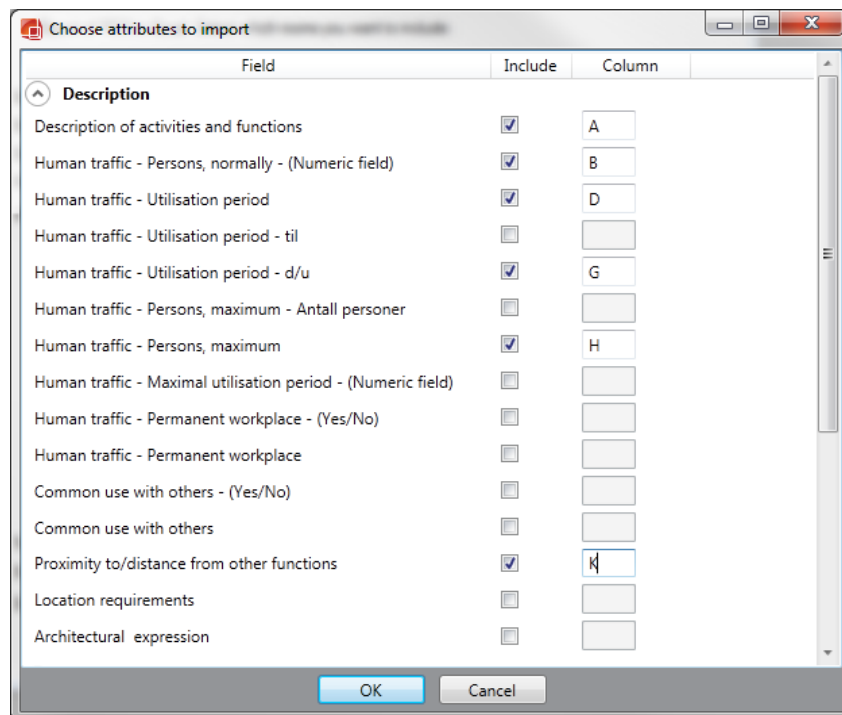 Choose attributes to import
Field Include Column
Description
Description of activities and functions A
Human traffic - Persons, normally - (Numeric field) B
Human traffic - Utilisation period D
Human traffic - Utilisation period - til
Human traffic - Utilisation period - d/u G
Human traffic - Persons, maximum - Antall personer
Human traffic - Persons, maximum H
Human traffic - Maximal utilisation period - (Numeric field)
Human traffic - Permanent workplace - (Yes/No)
Human traffic - Permanent workplace
Common use with others - (Yes/No)
Common use with others
Proximity to/distance from other functions K
Location requirements
Architectural expression
OK Cancel